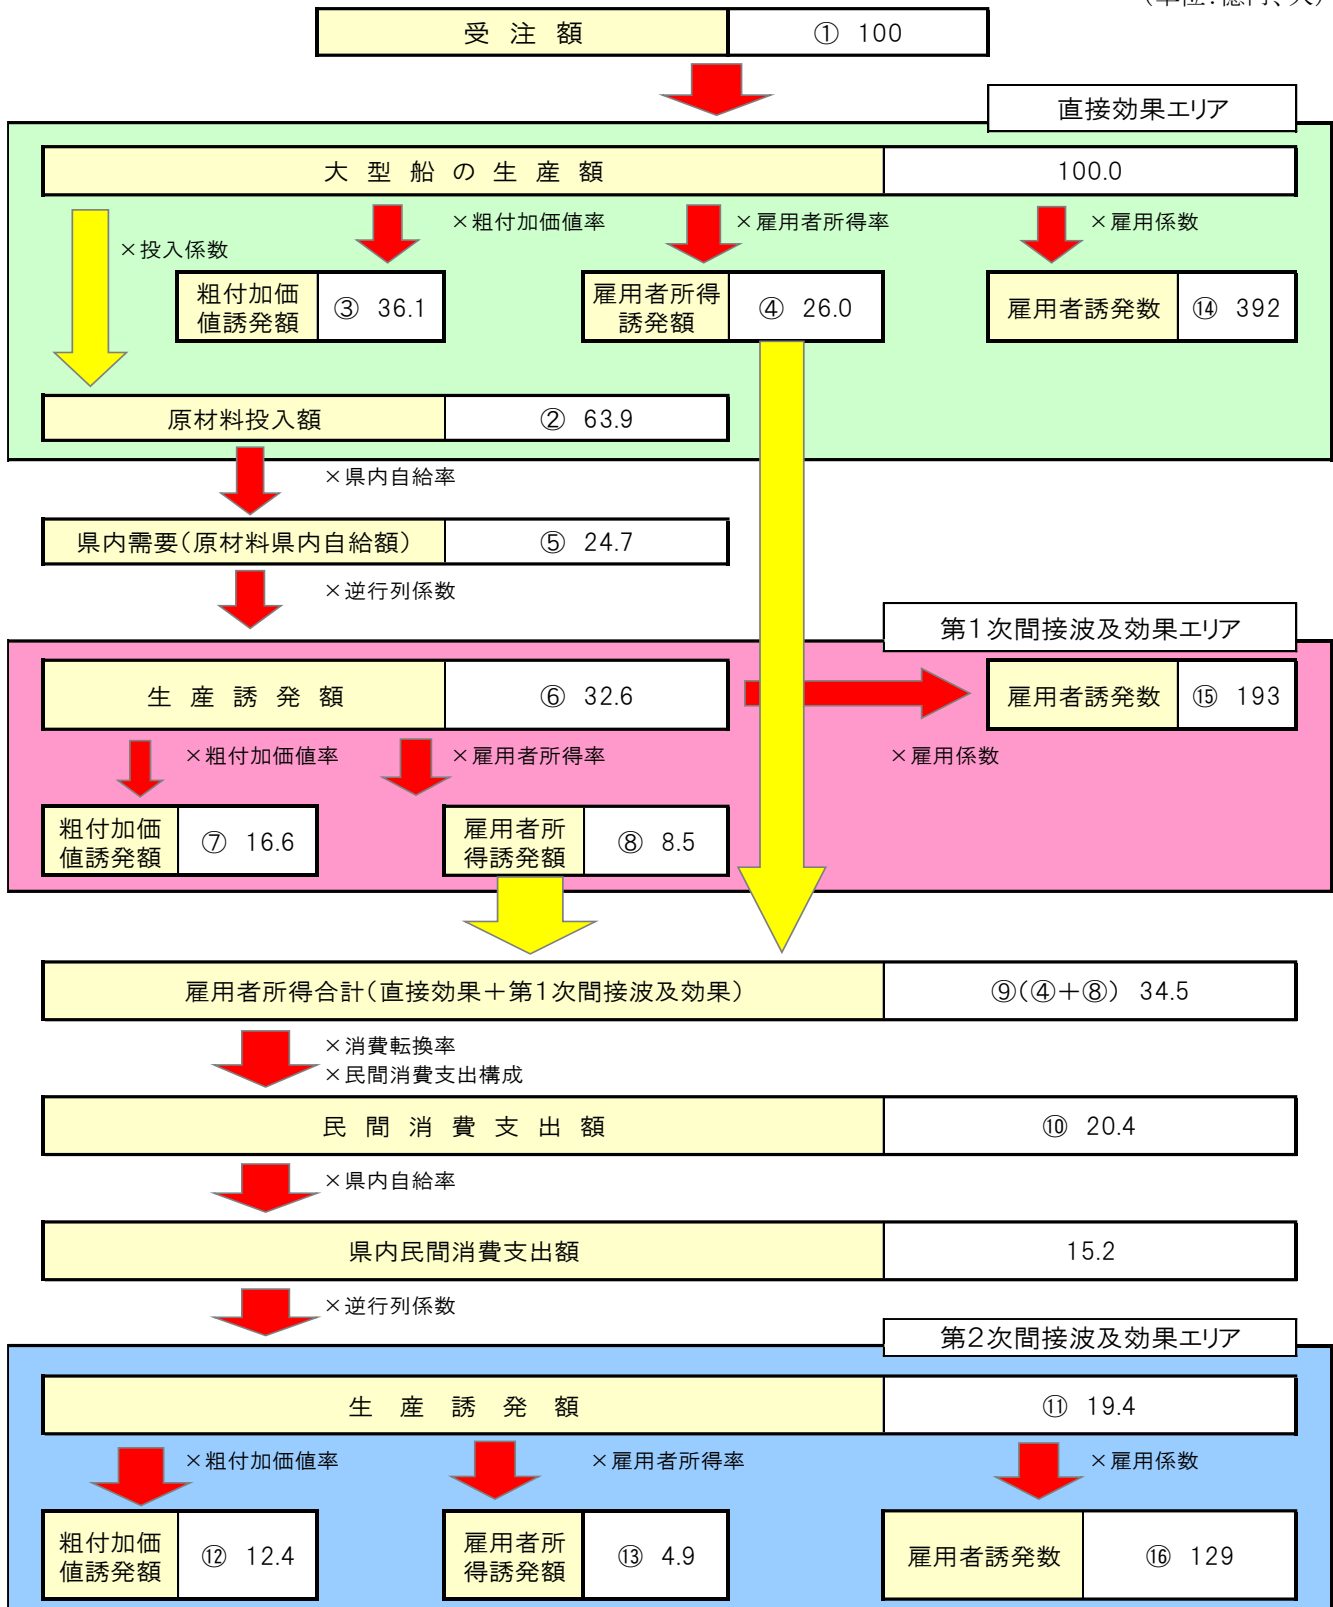 受注額 ① 100
直接効果エリア
大型船の生産額 100.0
×投入係数
×粗付加価値率
×雇用者所得率
×雇用係数
粗付加価
値誘発額
③ 36.1
雇用者所得
誘発額
④ 26.0
雇用者誘発数 ⑭ 392
原材料投入額 ② 63.9
×県内自給率
県内需要(原材料県内自給額) ⑤ 24.7
×逆行列係数
第1次間接波及効果エリア
生産誘発額 ⑥ 32.6
雇用者誘発数 ⑮ 193
×粗付加価値率
×雇用者所得率
×雇用係数
粗付加価
値誘発額
⑦ 16.6
雇用者所
得誘発額
⑧ 8.5
雇用者所得合計(直接効果+第1次間接波及効果) ⑨(④+⑧) 34.5
×消費転換率
×民間消費支出構成
民間消費支出額 ⑩ 20.4
×県内自給率
県内民間消費支出額 15.2
×逆行列係数
第2次間接波及効果エリア
生産誘発額 ⑪ 19.4
×粗付加価値率
×雇用者所得率
×雇用係数
粗付加価
値誘発額
⑫ 12.4
雇用者所
得誘発額
⑬ 4.9
雇用者誘発数 ⑯ 129